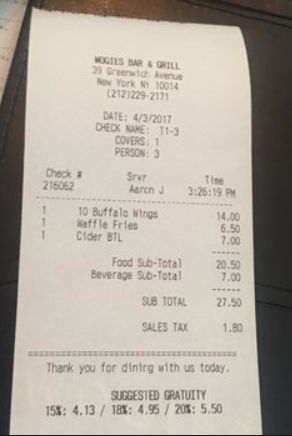 WOGIES BAR & GRILL
39 Greenwich Avenue
New York NY 10014
(212)229-2171
DATE: 4/3/2017
CHECK NAME: T1-3
COVERS: 1
PERSON: 3
Check # Srvr Time
216062 Aaron J 3:26:19 PM
1 10 Buffalo Wings 14.00
1 Waffle Fries 6.50
1 Cider BTL 7.00
Food Sub-Total 20.50
Beverage Sub-Total 7.00
SUB TOTAL 27.50
SALES TAX 1.80
Thank you for dining with us today.
SUGGESTED GRATUITY
15%: 4.13 / 18%: 4.95 / 20%: 5.50